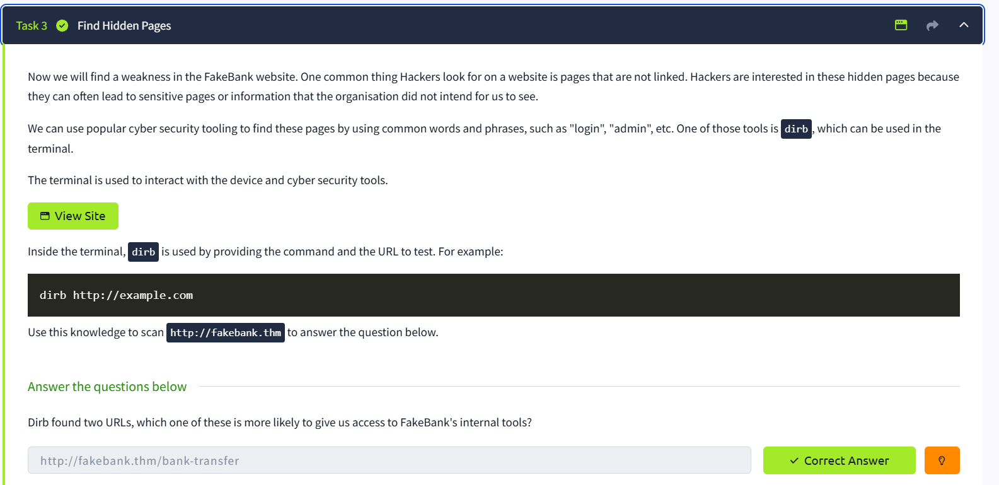 Task 3 Find Hidden Pages
Now we will find a weakness in the FakeBank website. One common thing Hackers look for on a website is pages that are not linked. Hackers are interested in these hidden pages because
they can often lead to sensitive pages or information that the organisation did not intend for us to see.
We can use popular cyber security tooling to find these pages by using common words and phrases, such as "login", "admin", etc. One of those tools is dirb, which can be used in the
terminal.
The terminal is used to interact with the device and cyber security tools.
View Site
Inside the terminal, dirb is used by providing the command and the URL to test. For example:
dirb http://example.com
Use this knowledge to scan http://fakebank.thm to answer the question below.
Answer the questions below
Dirb found two URLs, which one of these is more likely to give us access to FakeBank's internal tools?
http://fakebank.thm/bank-transfer Correct Answer